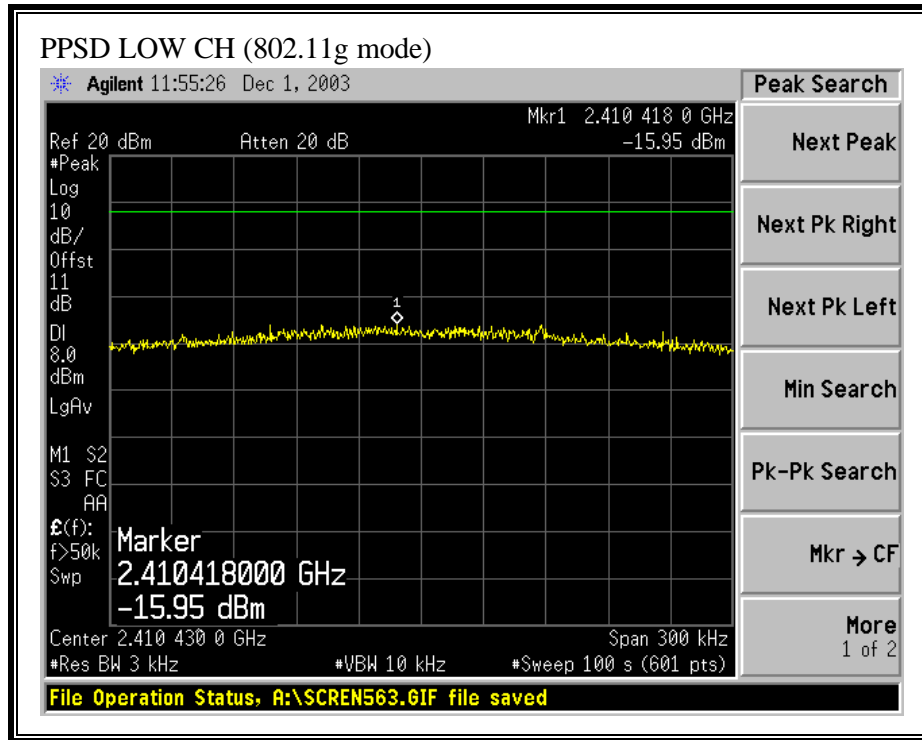 PPSD LOW CH (802.11g mode)
Agilent 11:55:26 Dec 1, 2003
Peak Search
Mkr1 2.410 418 0 GHz
Ref 20 dBm Atten 20 dB -15.95 dBm
#Peak
Log
10
dB/
Offst
11
dB
DI
8.0
dBm
LgAv
M1 S2
S3 FC
AA
£(f):
f>50k
Swp
1
Marker
2.410418000 GHz
-15.95 dBm
Center 2.410 430 0 GHz Span 300 kHz
#Res BW 3 kHz #VBW 10 kHz #Sweep 100 s (601 pts)
Next Peak
Next Pk Right
Next Pk Left
Min Search
Pk-Pk Search
Mkr → CF
More
1 of 2
File Operation Status, A:\SCREN563.GIF file saved